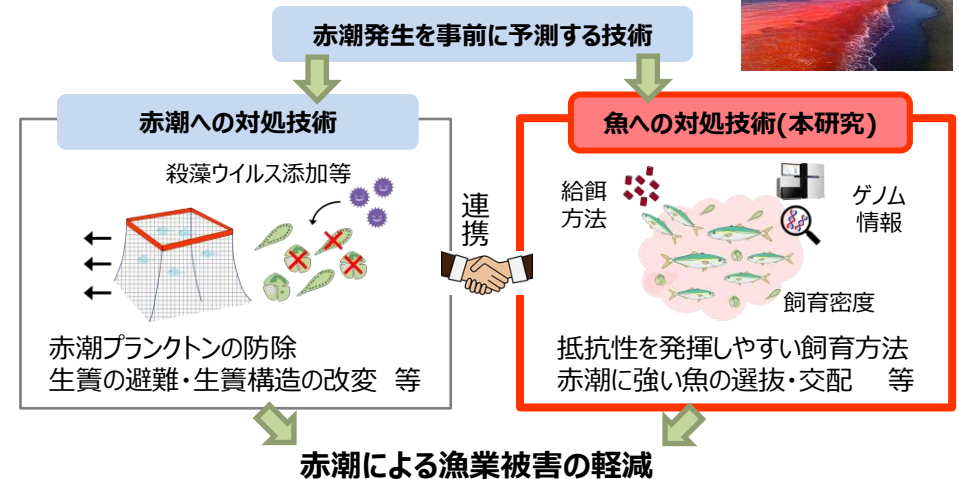 赤潮発生を事前に予測する技術
赤潮への対処技術
殺藻ウイルス添加等
赤潮プランクトンの防除
生簀の避難・生簀構造の改変 等
連携
魚への対処技術(本研究)
給餌
方法
ゲノム
情報
飼育密度
抵抗性を発揮しやすい飼育方法
赤潮に強い魚の選抜・交配 等
赤潮による漁業被害の軽減